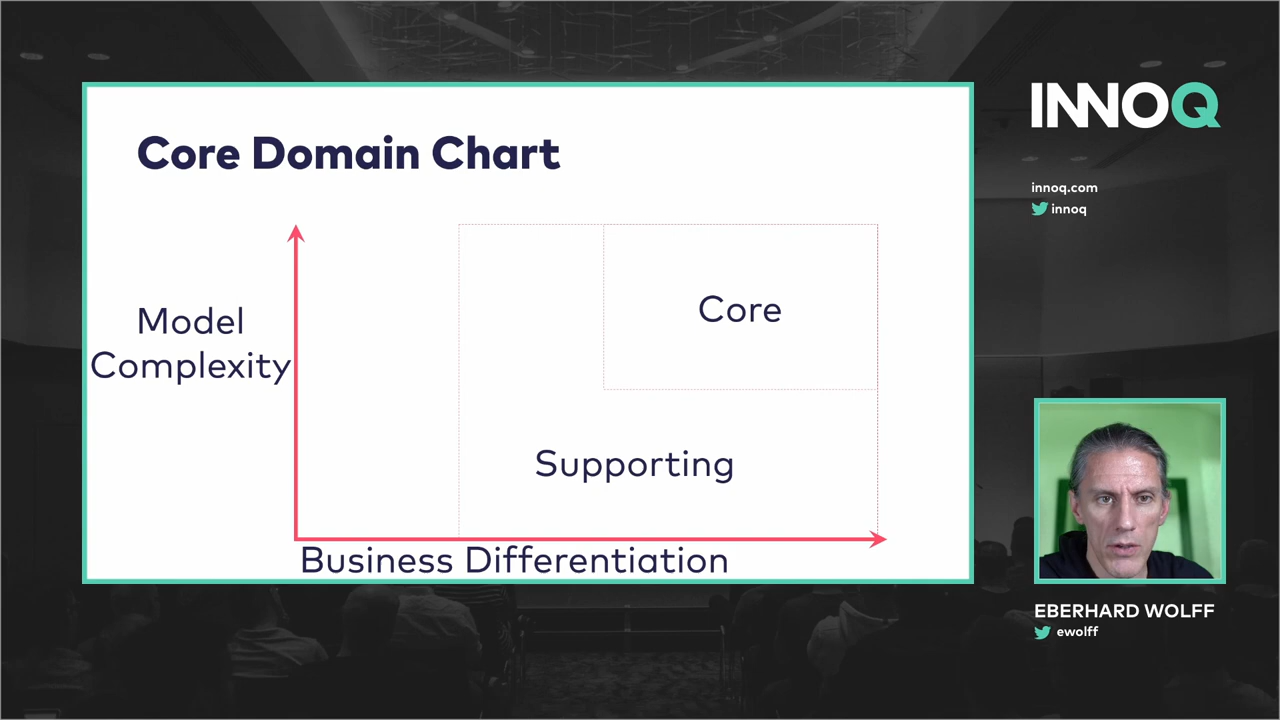 Core Domain Chart
Model
Complexity
Core
Supporting
Business Differentiation
INNOQ
innoq.com
innoq
EBERHARD WOLFF
ewolff